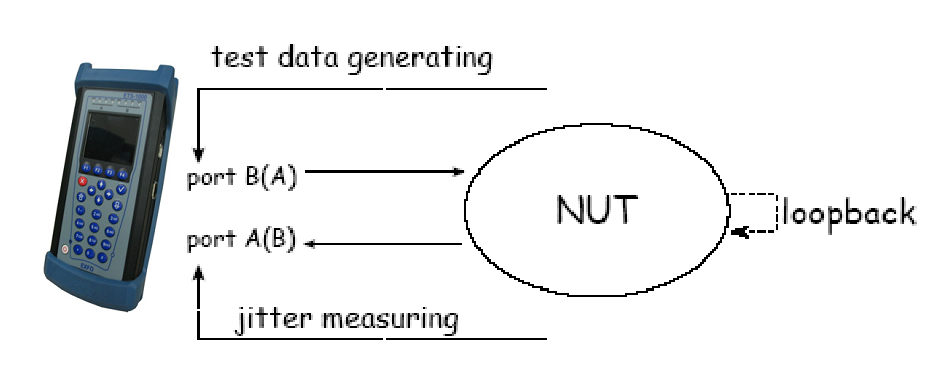 test data generating
port B(A)
NUT
loopback
port A(B)
jitter measuring